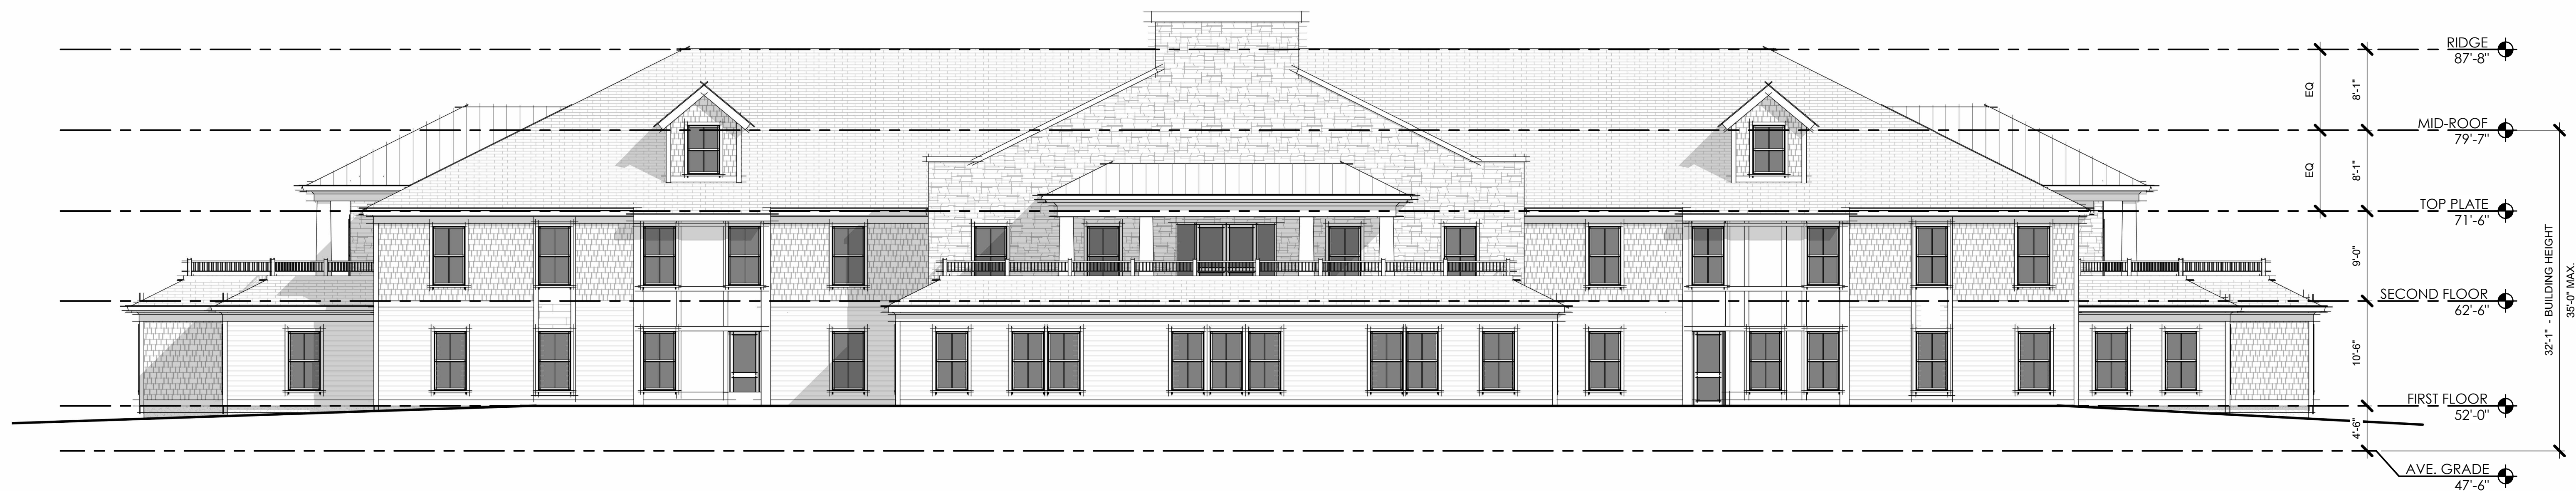 RIDGE
87'-8"
EQ
8'-1"
MID-ROOF
79'-7"
EQ
8'-1"
TOP PLATE
71'-6"
9'-0"
SECOND FLOOR
62'-6"
10'-6"
FIRST FLOOR
52'-0"
4'-6"
AVE. GRADE
47'-6"
32'-1" - BUILDING HEIGHT
35'-0" MAX.